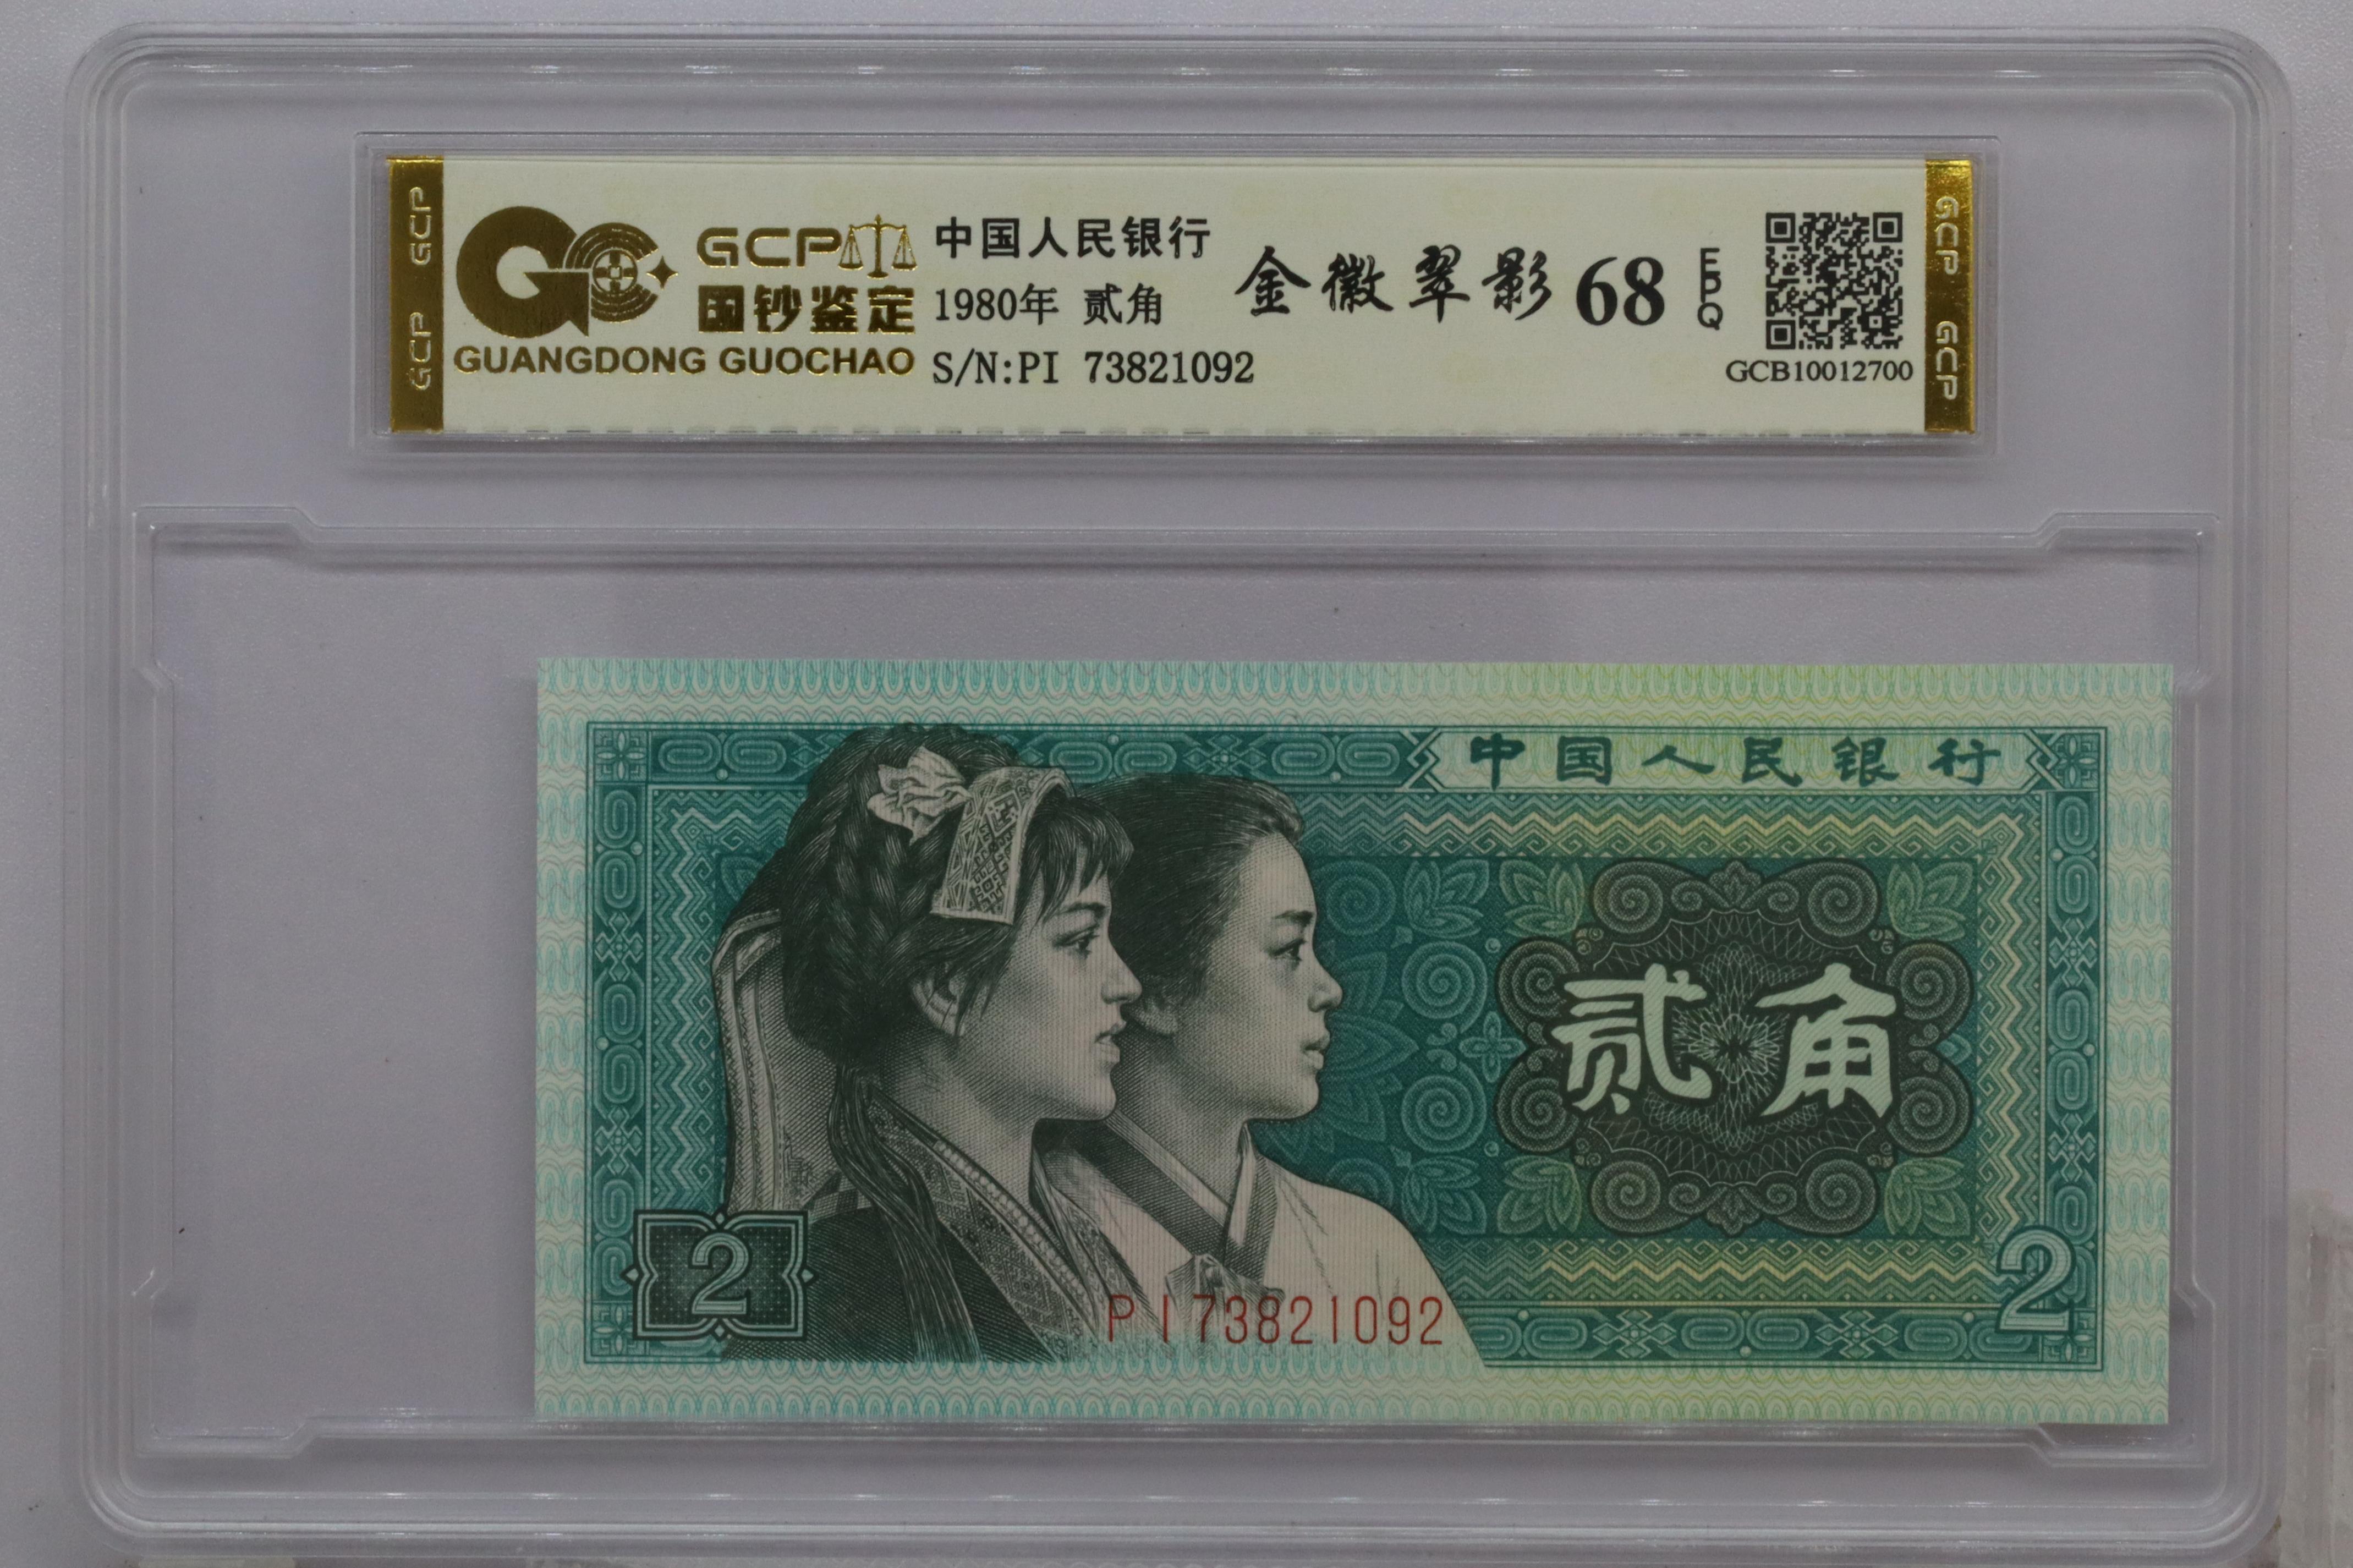 GCP GCP
GCP
国钞鉴定
GUANGDONG GUOCHAO
中国人民银行
1980年 贰角
S/N:PI 73821092
金徽翠影 68 EPQ
GCB10012700
GCP GCP
中国人民银行
贰角
2
PI73821092
2